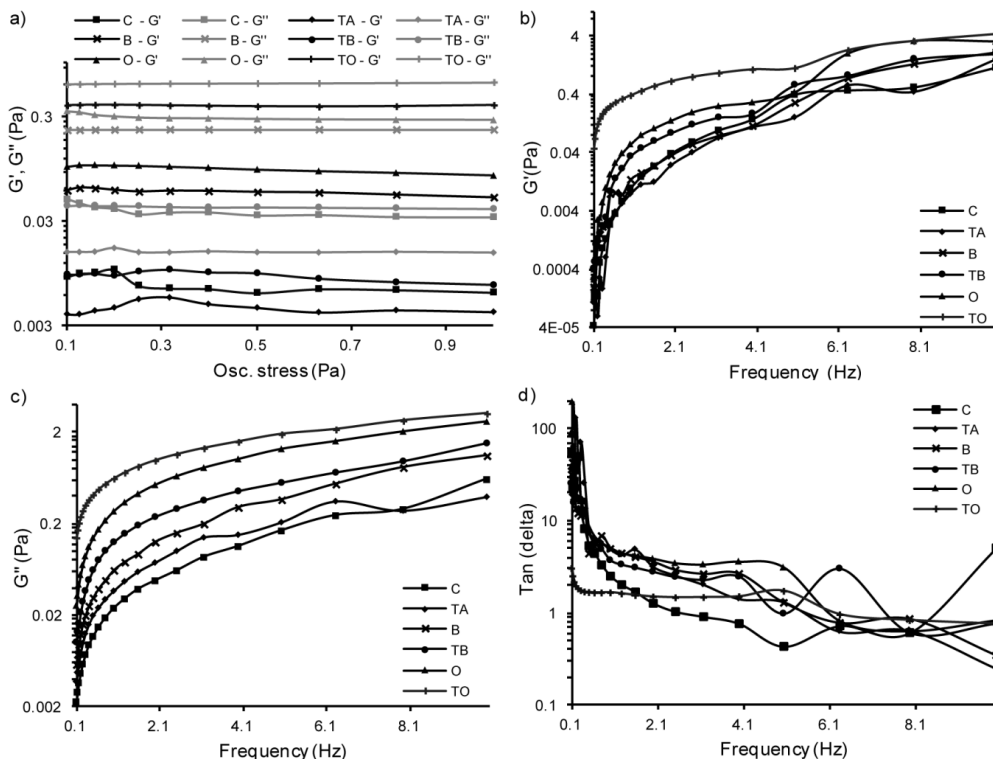 a)
C - G' C - G" TA - G' TA - G"
B - G' B - G" TB - G' TB - G"
O - G' O - G" TO - G' TO - G"
G', G" (Pa)
0.3
0.03
0.003
0.1 0.3 0.5 0.7 0.9
Osc. stress (Pa)
b)
G'(Pa)
4
0.4
0.04
0.004
0.0004
4E-05
C
TA
B
TB
O
TO
0.1 2.1 4.1 6.1 8.1
Frequency (Hz)
c)
G" (Pa)
2
0.2
0.02
0.002
C
TA
B
TB
O
TO
0.1 2.1 4.1 6.1 8.1
Frequency (Hz)
d)
Tan (delta)
100
10
1
0.1
C
TA
B
TB
O
TO
0.1 2.1 4.1 6.1 8.1
Frequency (Hz)